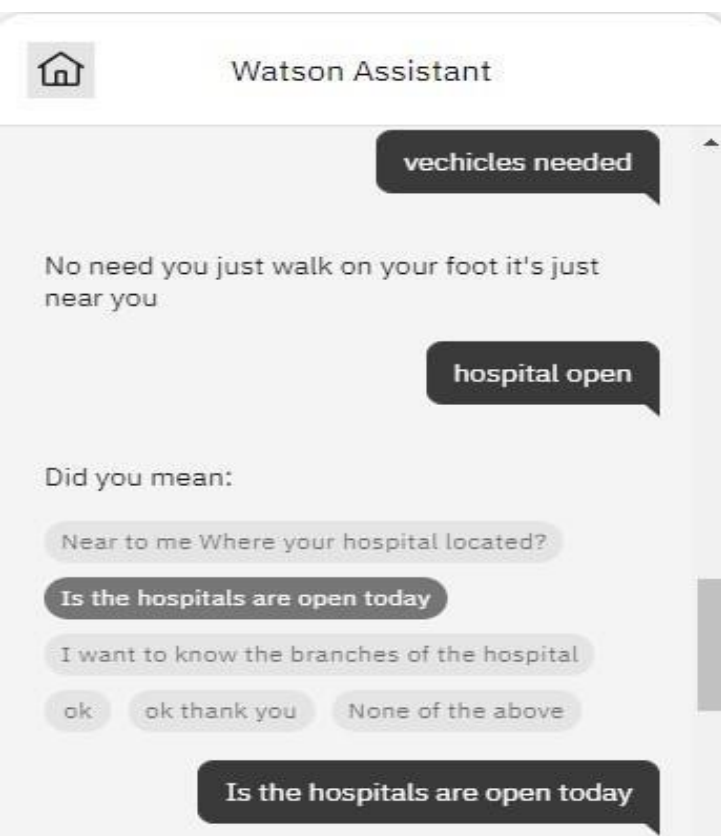 Watson Assistant
vechicles needed
No need you just walk on your foot it's just
near you
hospital open
Did you mean:
Near to me Where your hospital located?
Is the hospitals are open today
I want to know the branches of the hospital
ok ok thank you None of the above
Is the hospitals are open today